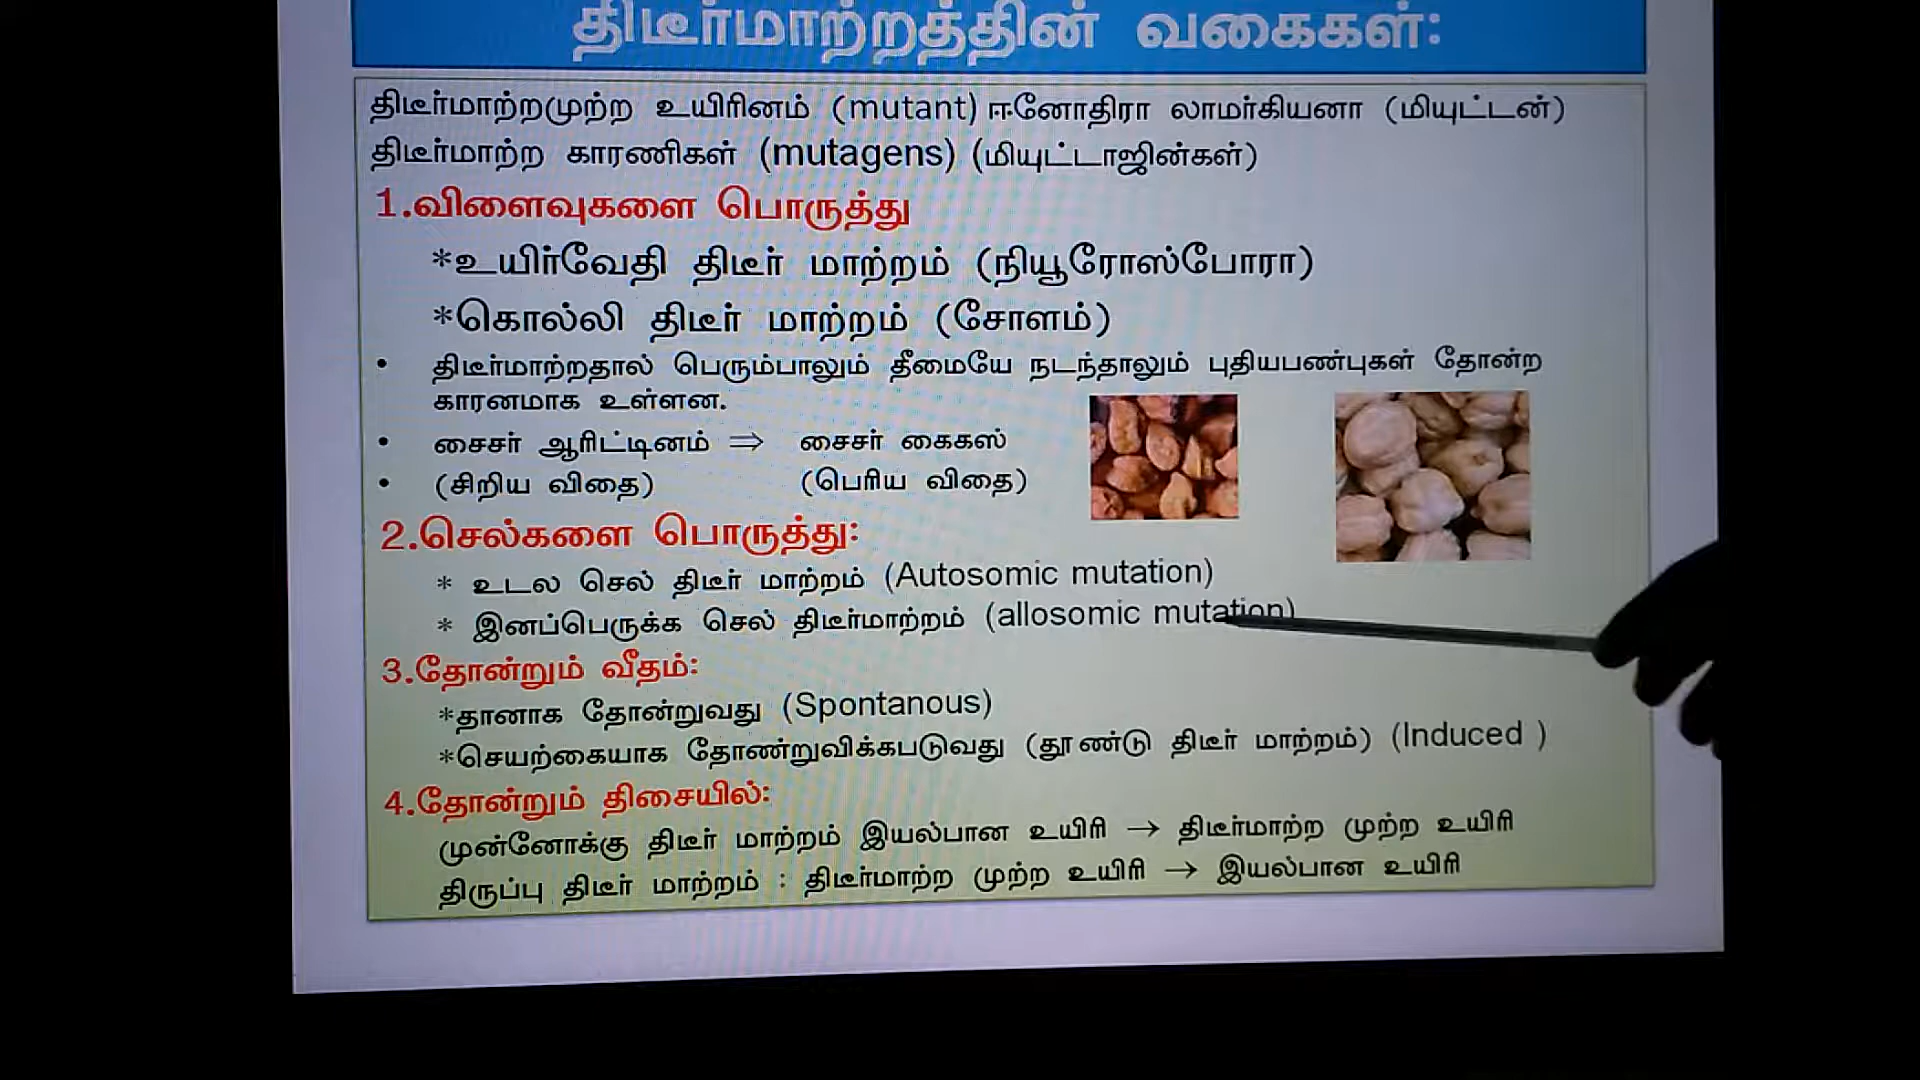 திடீர்மாற்றத்தின் வகைகள்:
திடீர்மாற்றமுற்ற உயிரினம் (mutant) ஈனோதிரா லாமர்கியனா (மியுட்டன்)
திடீர்மாற்ற காரணிகள் (mutagens) (மியுட்டாஜின்கள்)
1.விளைவுகளை பொருத்து
*உயிர்வேதி திடீர் மாற்றம் (நியூரோஸ்போரா)
*கொல்லி திடீர் மாற்றம் (சோளம்)
• திடீர்மாற்றதால் பெரும்பாலும் தீமையே நடந்தாலும் புதியபண்புகள் தோன்ற
காரனமாக உள்ளன.
• சைசர் ஆரிட்டினம் ⇒ சைசர் கைகஸ்
• (சிறிய விதை) (பெரிய விதை)
2.செல்களை பொருத்து:
* உடல செல் திடீர் மாற்றம் (Autosomic mutation)
* இனப்பெருக்க செல் திடீர்மாற்றம் (allosomic mutation)
3.தோன்றும் வீதம்:
*தானாக தோன்றுவது (Spontanous)
*செயற்கையாக தோண்றுவிக்கபடுவது (தூண்டு திடீர் மாற்றம்) (Induced )
4.தோன்றும் திசையில்:
முன்னோக்கு திடீர் மாற்றம் இயல்பான உயிரி → திடீர்மாற்ற முற்ற உயிரி
திருப்பு திடீர் மாற்றம் : திடீர்மாற்ற முற்ற உயிரி → இயல்பான உயிரி